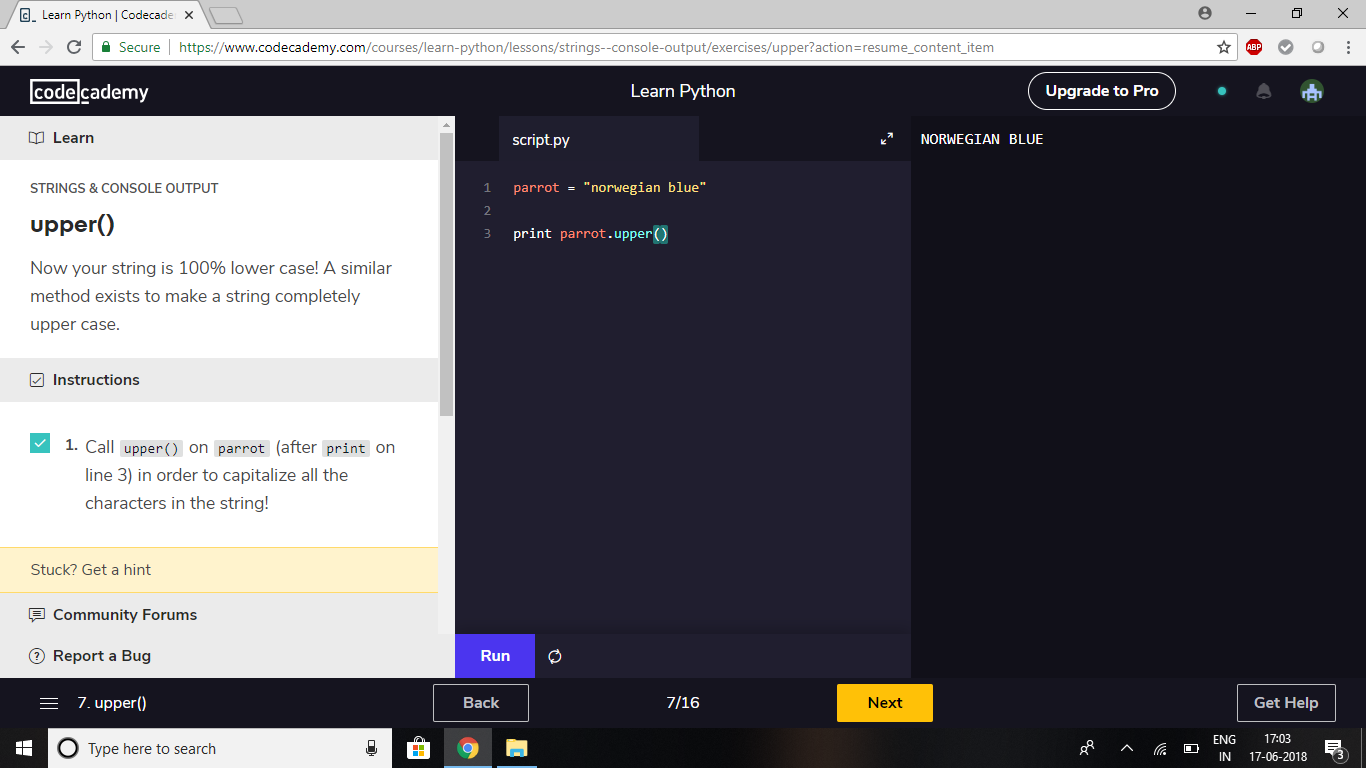 Learn Python | Codecade
Secure
https://www.codecademy.com/courses/learn-python/lessons/strings--console-output/exercises/upper?action=resume_content_item
ABP
codecademy
Learn Python
Upgrade to Pro
Learn
STRINGS & CONSOLE OUTPUT
upper()
Now your string is 100% lower case! A similar
method exists to make a string completely
upper case.
Instructions
1. Call upper() on parrot (after print on
line 3) in order to capitalize all the
characters in the string!
Stuck? Get a hint
Community Forums
Report a Bug
script.py
1 parrot = "norwegian blue"
2
3 print parrot.upper()
Run
NORWEGIAN BLUE
7. upper()
Back
7/16
Next
Get Help
Type here to search
ENG
IN
17:03
17-06-2018
3